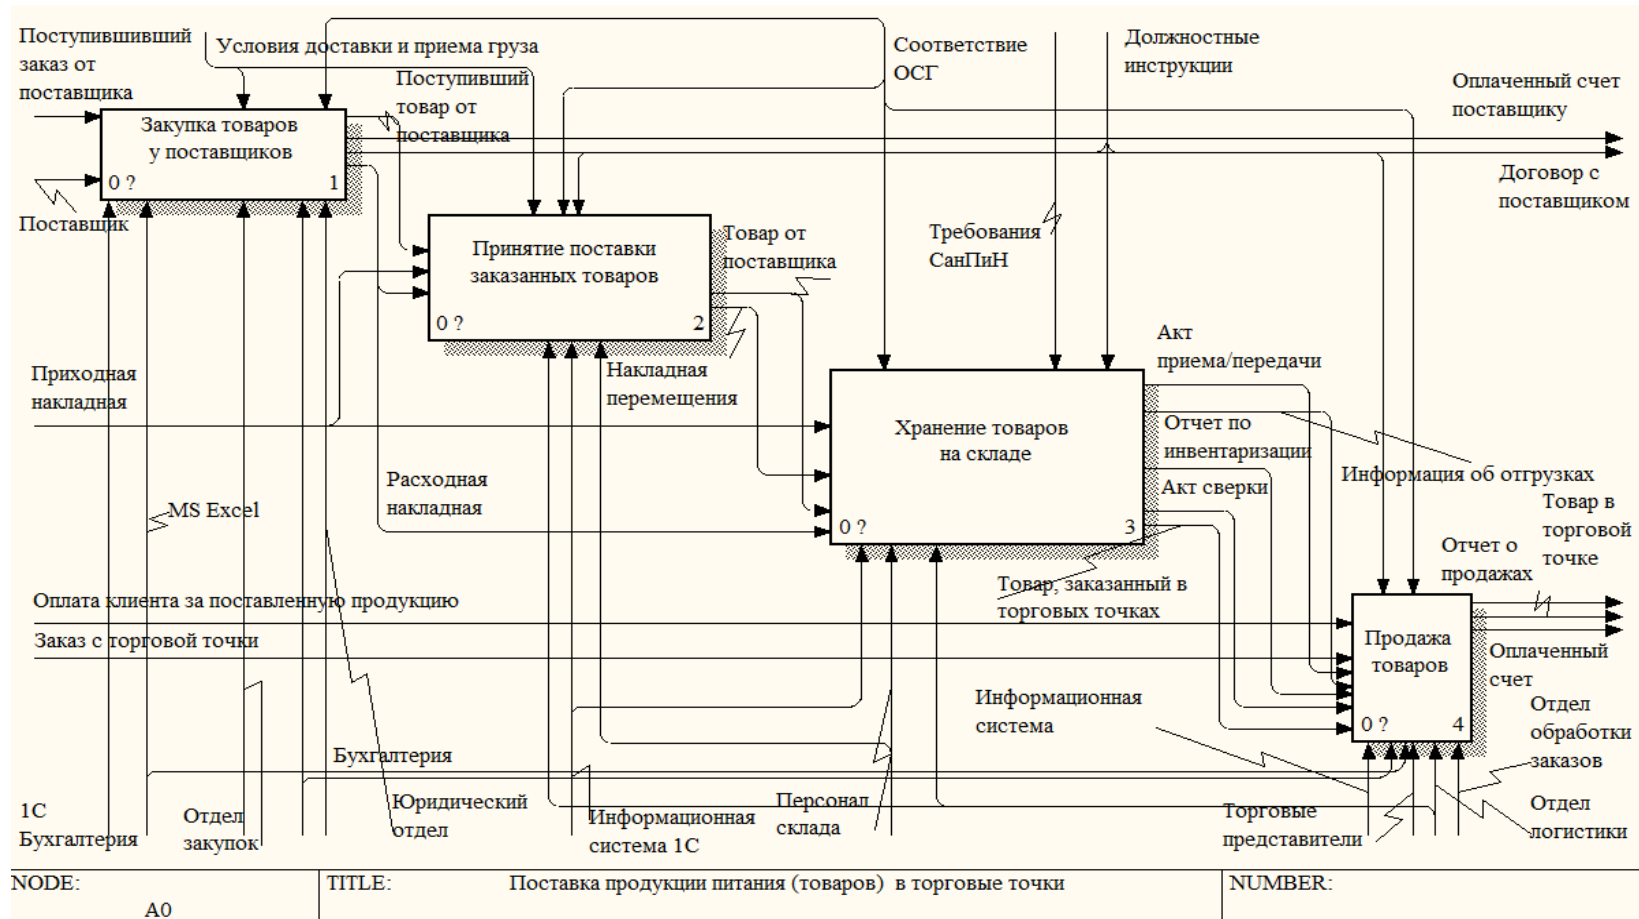 Поступившивший
заказ от
поставщика
Условия доставки и приема груза
Поступивший
товар от
поставщика
Соответствие
ОСГ
Должностные
инструкции
Оплаченный счет
поставщику
Договор с
поставщиком
Закупка товаров
у поставщиков
0 ?
1
Поставщик
Принятие поставки
заказанных товаров
0 ?
2
Товар от
поставщика
Требования
СанПиН
Накладная
перемещения
Приходная
накладная
Акт
приема/передачи
Хранение товаров
на складе
0 ?
3
Отчет по
инвентаризации
Акт сверки
Информация об отгрузках
Расходная
накладная
MS Excel
Товар в
торговой
точке
Отчет о
продажах
Товар, заказанный в
торговых точках
Оплата клиента за поставленную продукцию
Заказ с торговой точки
Продажа
товаров
0 ?
4
Оплаченный
счет
Информационная
система
Отдел
обработки
заказов
Бухгалтерия
1С
Бухгалтерия
Отдел
закупок
Юридический
отдел
Информационная
система 1С
Персонал
склада
Торговые
представители
Отдел
логистики
NODE:
A0
TITLE:
Поставка продукции питания (товаров) в торговые точки
NUMBER: